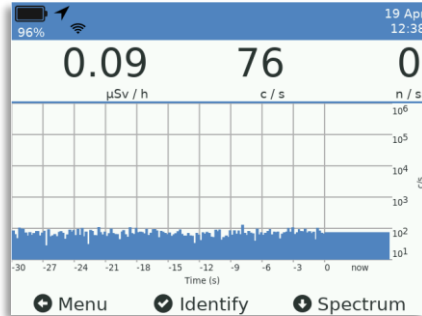 96%
19 Apr
12:38
0.09 76 0
μSv / h c / s n / s
10⁶
10⁵
10⁴
10³
10²
10¹
c/s
-30 -27 -24 -21 -18 -15 -12 -9 -6 -3 0 now
Time (s)
Menu Identify Spectrum